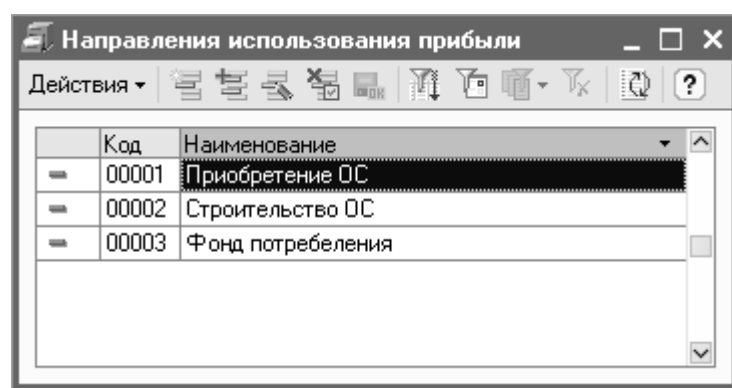 Направления использования прибыли
Действия
Код Наименование
00001 Приобретение ОС
00002 Строительство ОС
00003 Фонд потребеления